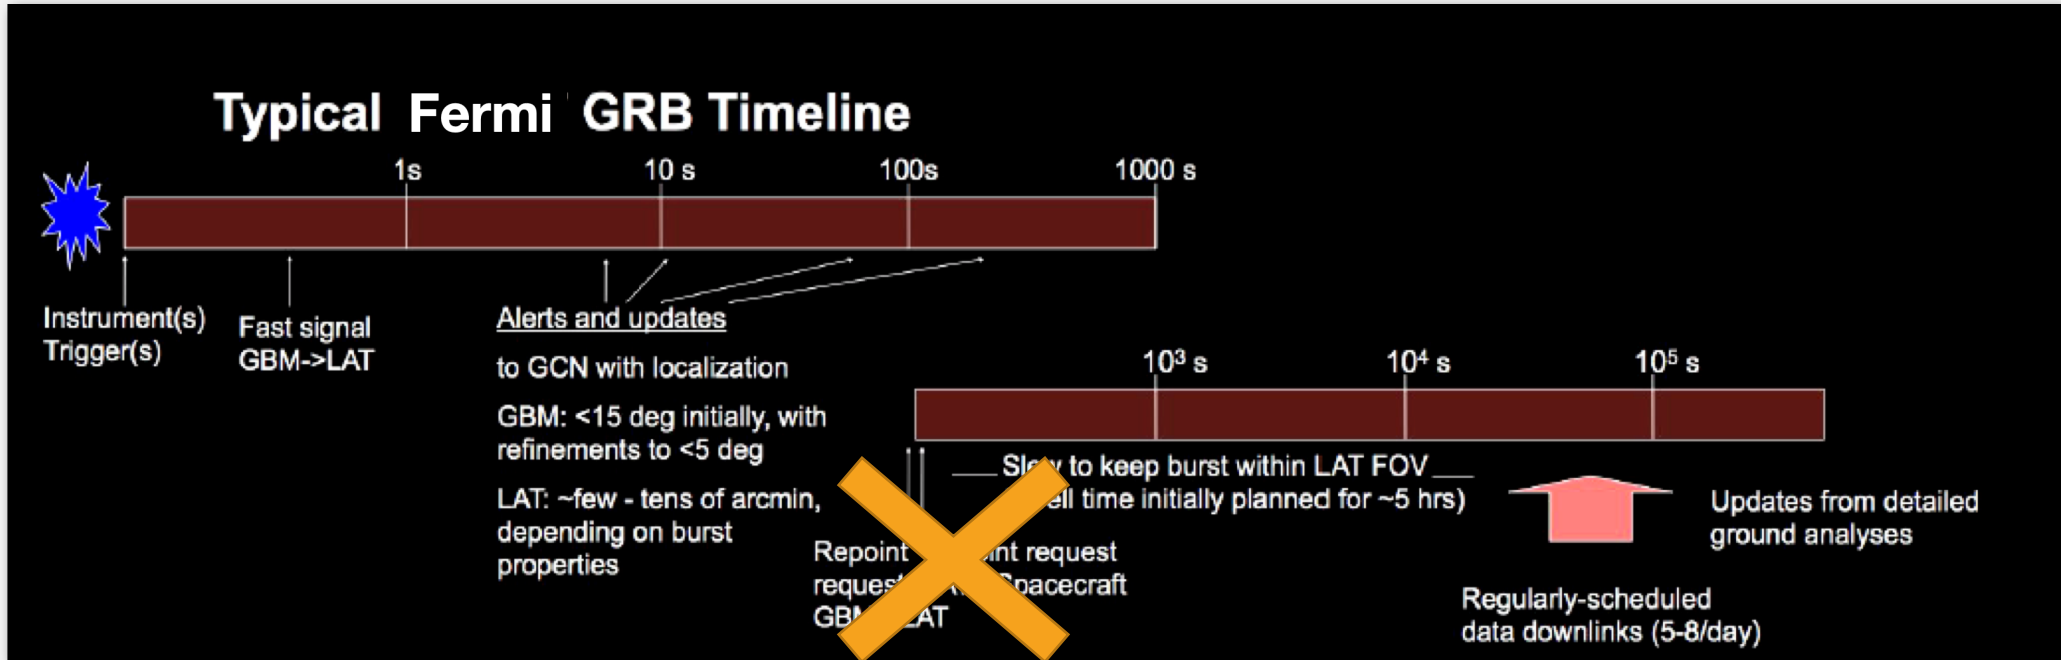 Typical Fermi GRB Timeline
1s 10 s 100s 1000 s
Instrument(s)
Trigger(s)
Fast signal
GBM->LAT
Alerts and updates
to GCN with localization
GBM: <15 deg initially, with
refinements to <5 deg
LAT: ~few - tens of arcmin,
depending on burst
properties
10³ s 10⁴ s 10⁵ s
Slew to keep burst within LAT FOV
time initially planned for ~5 hrs)
Repoint
GBM LAT
request
Spacecraft
Updates from detailed
ground analyses
Regularly-scheduled
data downlinks (5-8/day)